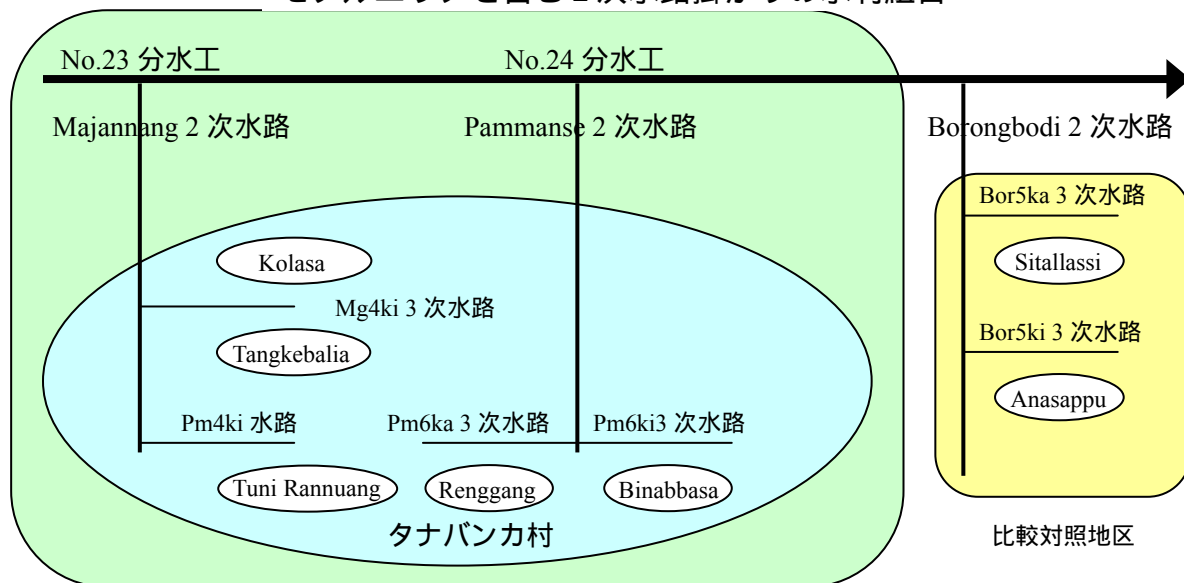 No.23 分水工
No.24 分水工
Majannang 2 次水路
Pammanse 2 次水路
Borongbodi 2 次水路
Bor5ka 3 次水路
Kolasa
Sitallassi
Mg4ki 3 次水路
Tangkebalia
Bor5ki 3 次水路
Anasappu
Pm4ki 水路
Pm6ka 3 次水路
Pm6ki3 次水路
Tuni Rannuang
Renggang
Binabbasa
タナバンカ村
比較対照地区